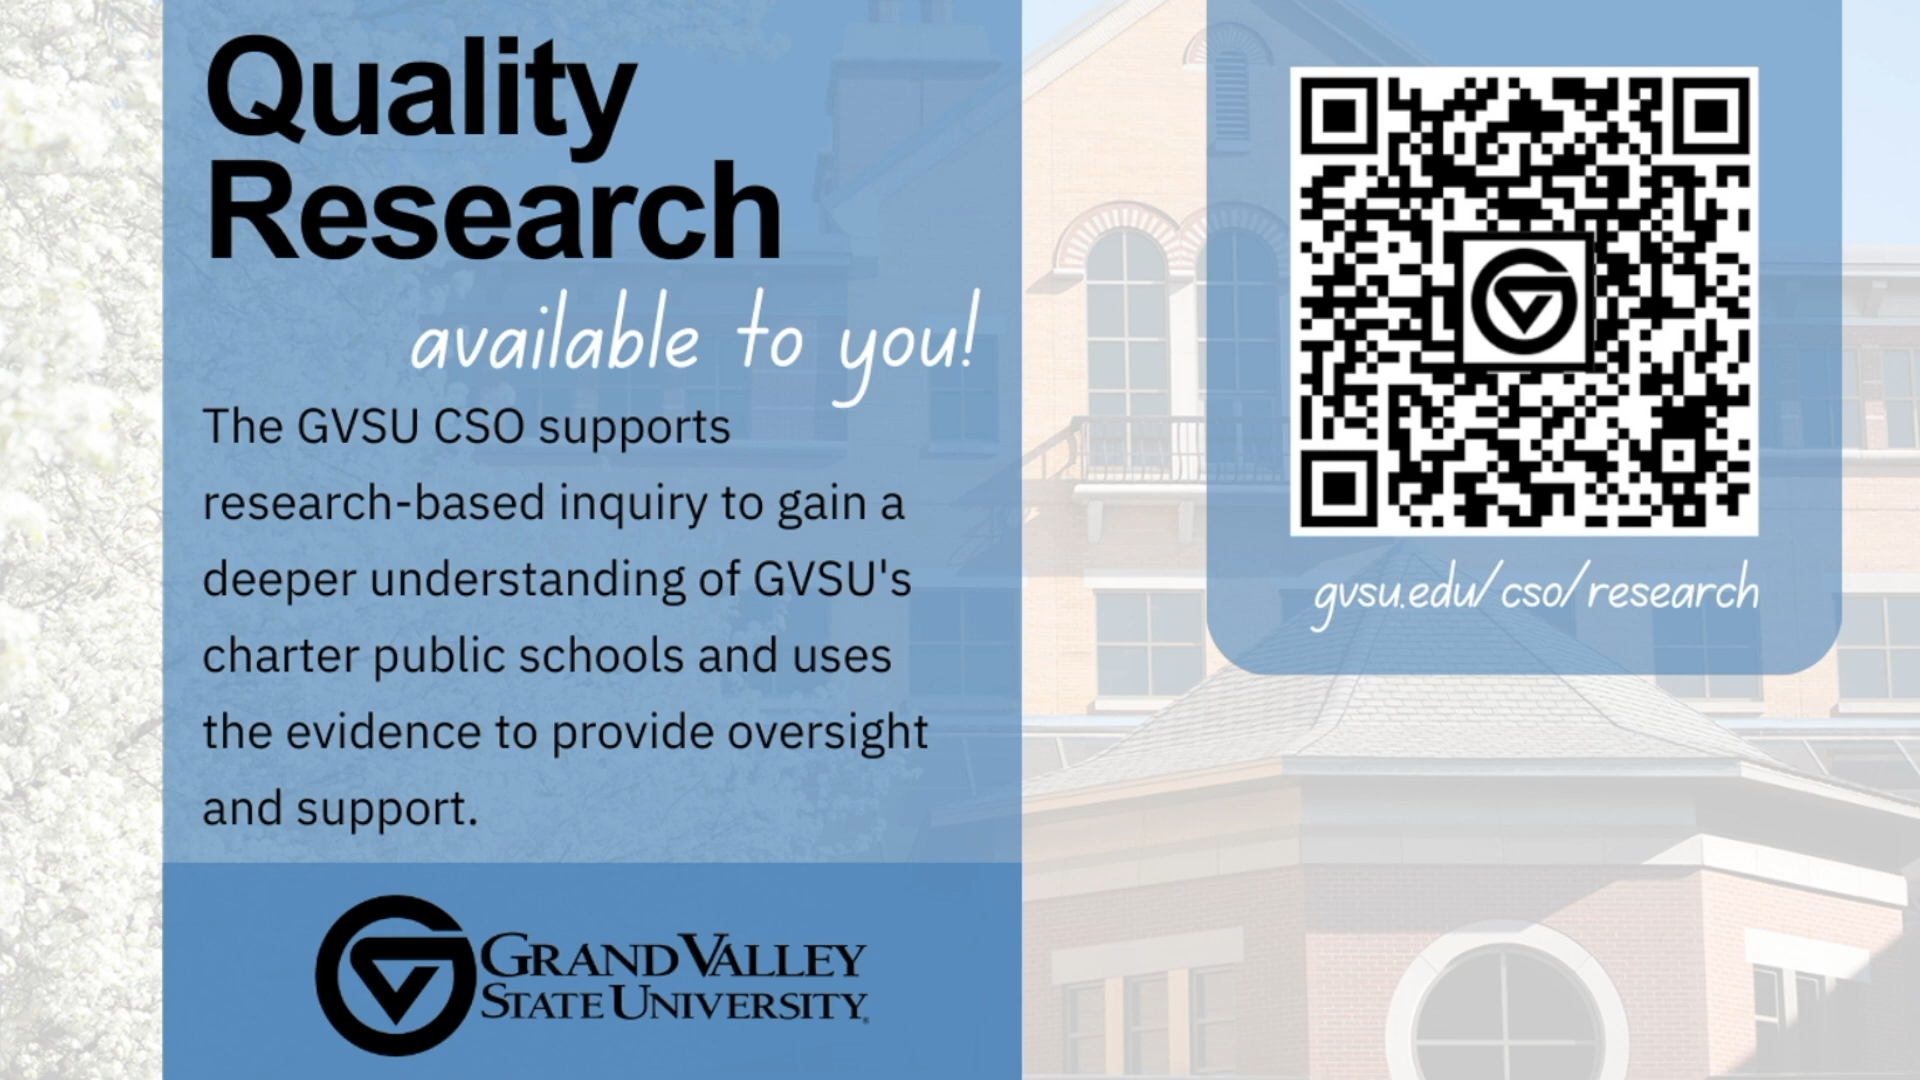 Quality
Research
available to you!
The GVSU CSO supports
research-based inquiry to gain a
deeper understanding of GVSU's
charter public schools and uses
the evidence to provide oversight
and support.
GRAND VALLEY
STATE UNIVERSITY
gvsu.edu/cso/research